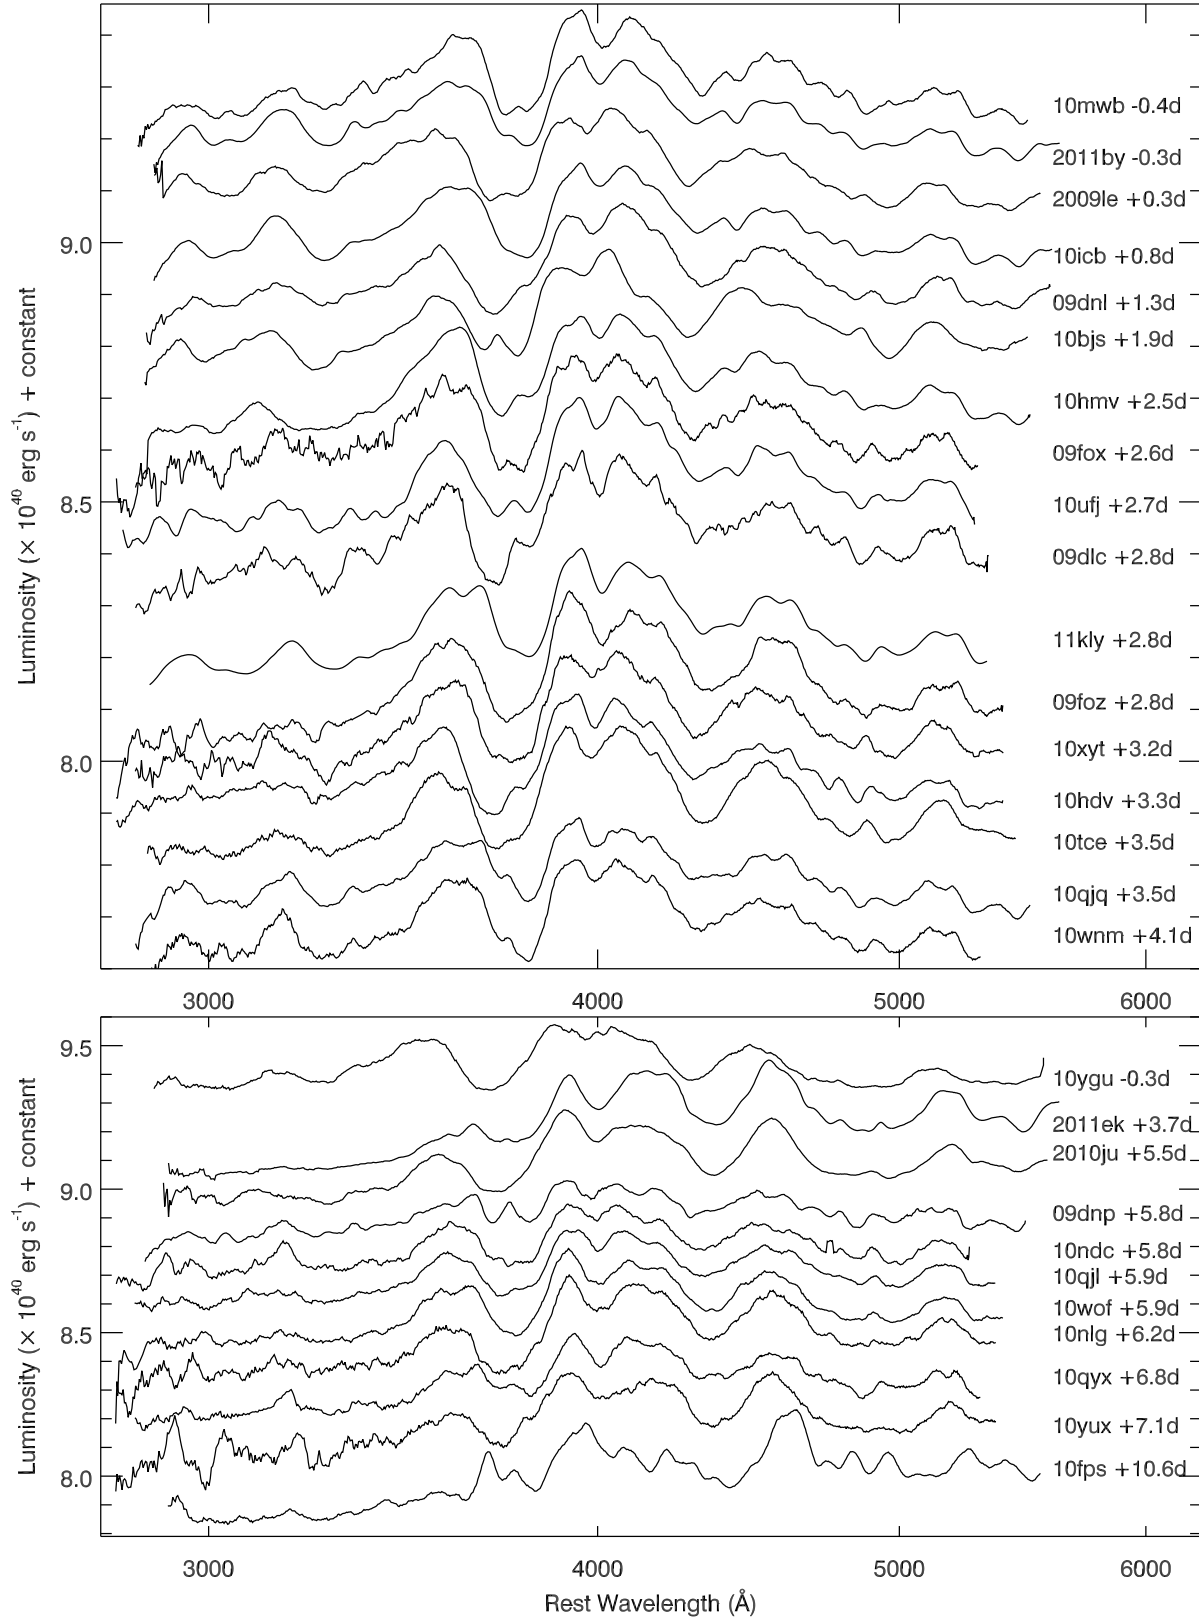 10mwb -0.4d
2011by -0.3d
2009le +0.3d
9.0
10icb +0.8d
09dnl +1.3d
10bjs +1.9d
10hmv +2.5d
09fox +2.6d
8.5
10ufj +2.7d
09dlc +2.8d
11kly +2.8d
09foz +2.8d
10xyt +3.2d
8.0
10hdv +3.3d
10tce +3.5d
10qjq +3.5d
10wnm +4.1d
Luminosity (× 10⁴⁰ erg s⁻¹) + constant
3000 4000 5000 6000
9.5
10ygu -0.3d
2011ek +3.7d
2010ju +5.5d
9.0
09dnp +5.8d
10ndc +5.8d
10qjl +5.9d
10wof +5.9d
8.5
10nlg +6.2d
10qyx +6.8d
10yux +7.1d
10fps +10.6d
8.0
Luminosity (× 10⁴⁰ erg s⁻¹) + constant
3000 4000 5000 6000
Rest Wavelength (Å)